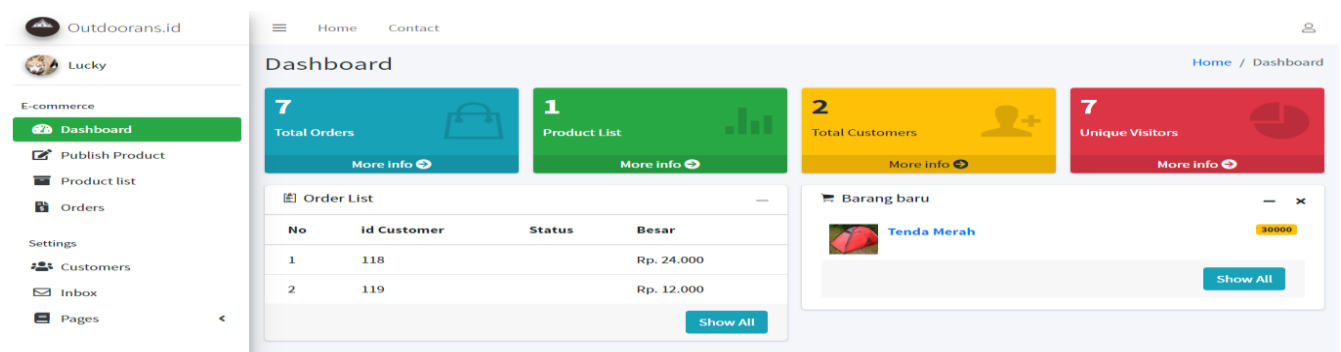 Outdoorans.id
Home Contact
Lucky
Dashboard
Home / Dashboard
E-commerce
Dashboard
Publish Product
Product list
Orders
Settings
Customers
Inbox
Pages
7
Total Orders
More info
1
Product List
More info
2
Total Customers
More info
7
Unique Visitors
More info
Order List
No id Customer Status Besar
1 118 Rp. 24.000
2 119 Rp. 12.000
Show All
Barang baru
Tenda Merah 30000
Show All